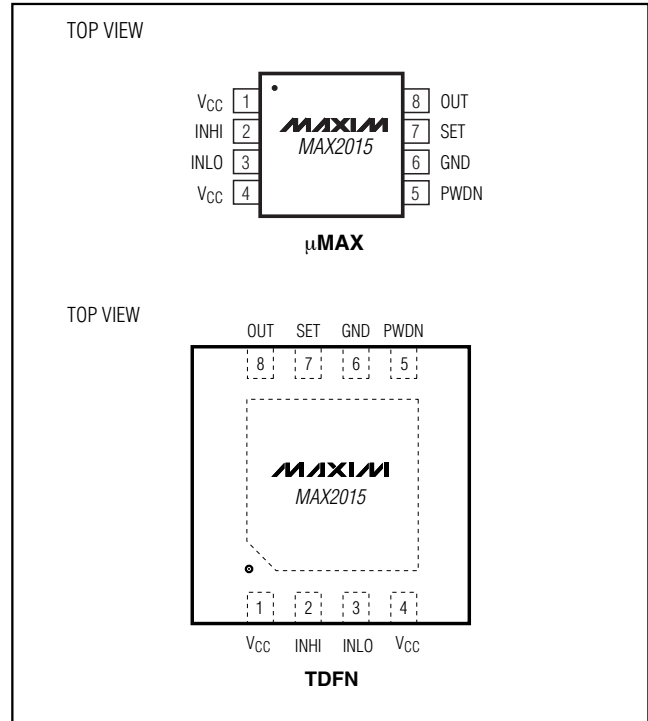 TOP VIEW
VCC 1 8 OUT
INHI 2 MAXIM 7 SET
INLO 3 MAX2015 6 GND
VCC 4 5 PWDN
μMAX
TOP VIEW
OUT SET GND PWDN
8 7 6 5
MAXIM
MAX2015
1 2 3 4
VCC INHI INLO VCC
TDFN